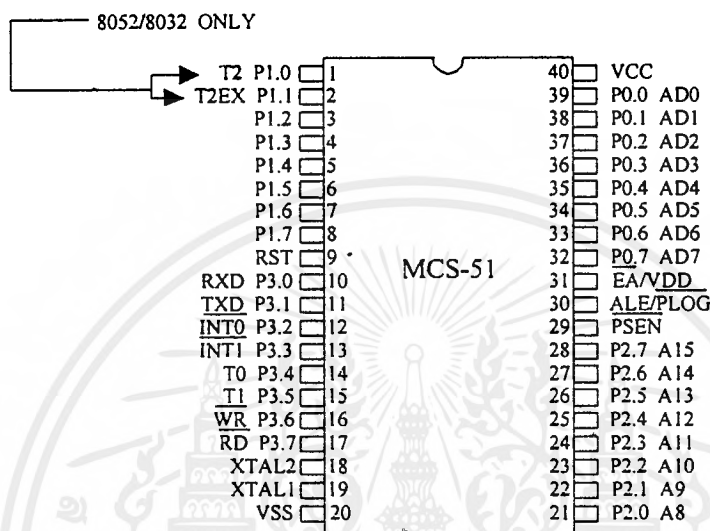 8052/8032 ONLY
T2 P1.0 1 40 VCC
T2EX P1.1 2 39 P0.0 AD0
P1.2 3 38 P0.1 AD1
P1.3 4 37 P0.2 AD2
P1.4 5 36 P0.3 AD3
P1.5 6 35 P0.4 AD4
P1.6 7 34 P0.5 AD5
P1.7 8 33 P0.6 AD6
RST 9 32 P0.7 AD7
MCS-51
RXD P3.0 10 31 EA/VDD
TXD P3.1 11 30 ALE/PLOG
INT0 P3.2 12 29 PSEN
INT1 P3.3 13 28 P2.7 A15
T0 P3.4 14 27 P2.6 A14
T1 P3.5 15 26 P2.5 A13
WR P3.6 16 25 P2.4 A12
RD P3.7 17 24 P2.3 A11
XTAL2 18 23 P2.2 A10
XTAL1 19 22 P2.1 A9
VSS 20 21 P2.0 A8